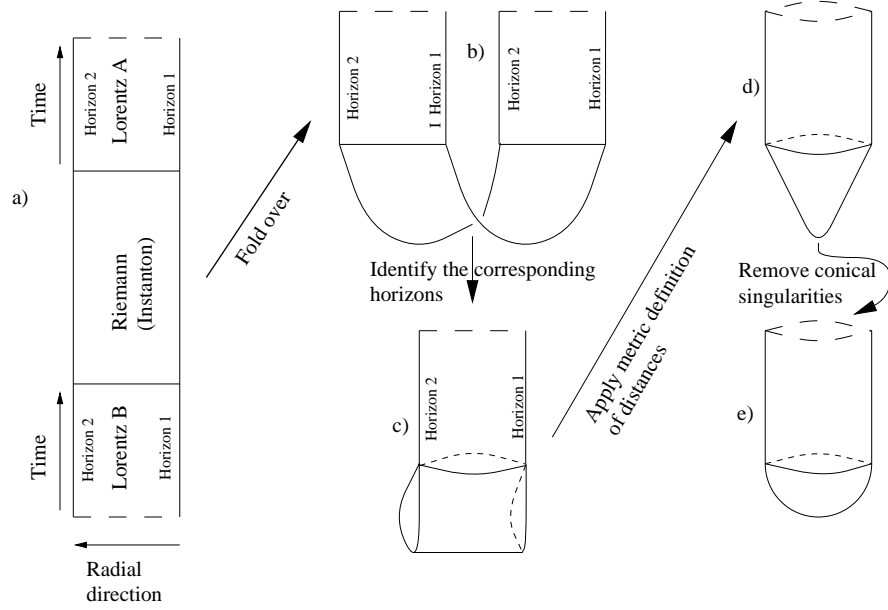 a)
Time
Horizon 2
Lorentz A
Horizon 1
Riemann
(Instanton)
Time
Horizon 2
Lorentz B
Horizon 1
Radial
direction
Fold over
b)
Horizon 2
I Horizon 1
Horizon 2
Horizon 1
Identify the corresponding
horizons
c)
Horizon 2
Horizon 1
Apply metric definition
of distances
d)
Remove conical
singularities
e)